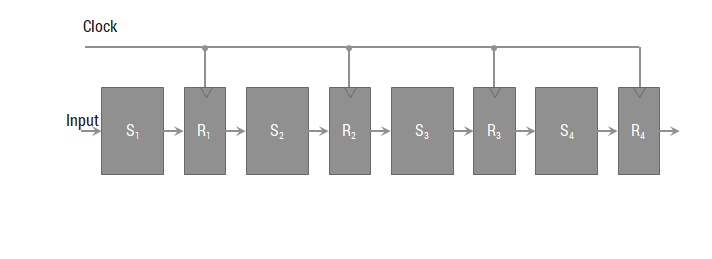 Clock
Input
S₁ R₁ S₂ R₂ S₃ R₃ S₄ R₄